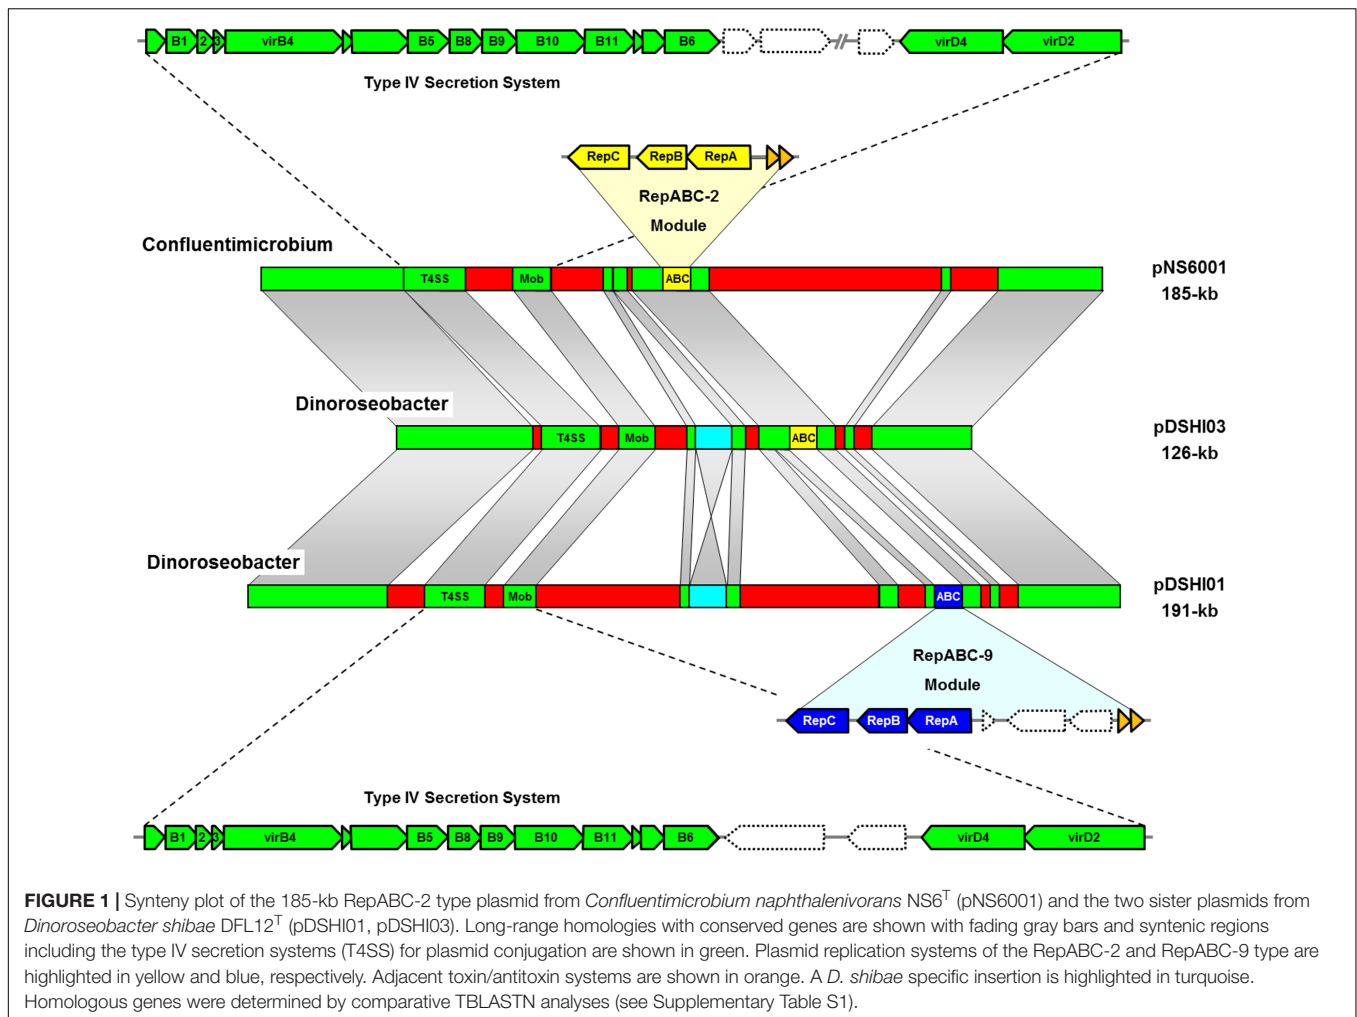 B1 2 3 virB4 B5 B8 B9 B10 B11 B6 virD4 virD2
Type IV Secretion System
RepC RepB RepA
RepABC-2
Module
Confluentimicrobium
pNS6001
185-kb
T4SS Mob ABC
Dinoroseobacter
pDSHI03
126-kb
T4SS Mob ABC
Dinoroseobacter
pDSHI01
191-kb
T4SS Mob ABC
RepABC-9
Module
RepC RepB RepA
Type IV Secretion System
B1 2 3 virB4 B5 B8 B9 B10 B11 B6 virD4 virD2
FIGURE 1 | Synteny plot of the 185-kb RepABC-2 type plasmid from Confluentimicrobium naphthalenivorans NS6T (pNS6001) and the two sister plasmids from
Dinoroseobacter shibae DFL12T (pDSHI01, pDSHI03). Long-range homologies with conserved genes are shown with fading gray bars and syntenic regions
including the type IV secretion systems (T4SS) for plasmid conjugation are shown in green. Plasmid replication systems of the RepABC-2 and RepABC-9 type are
highlighted in yellow and blue, respectively. Adjacent toxin/antitoxin systems are shown in orange. A D. shibae specific insertion is highlighted in turquoise.
Homologous genes were determined by comparative TBLASTN analyses (see Supplementary Table S1).